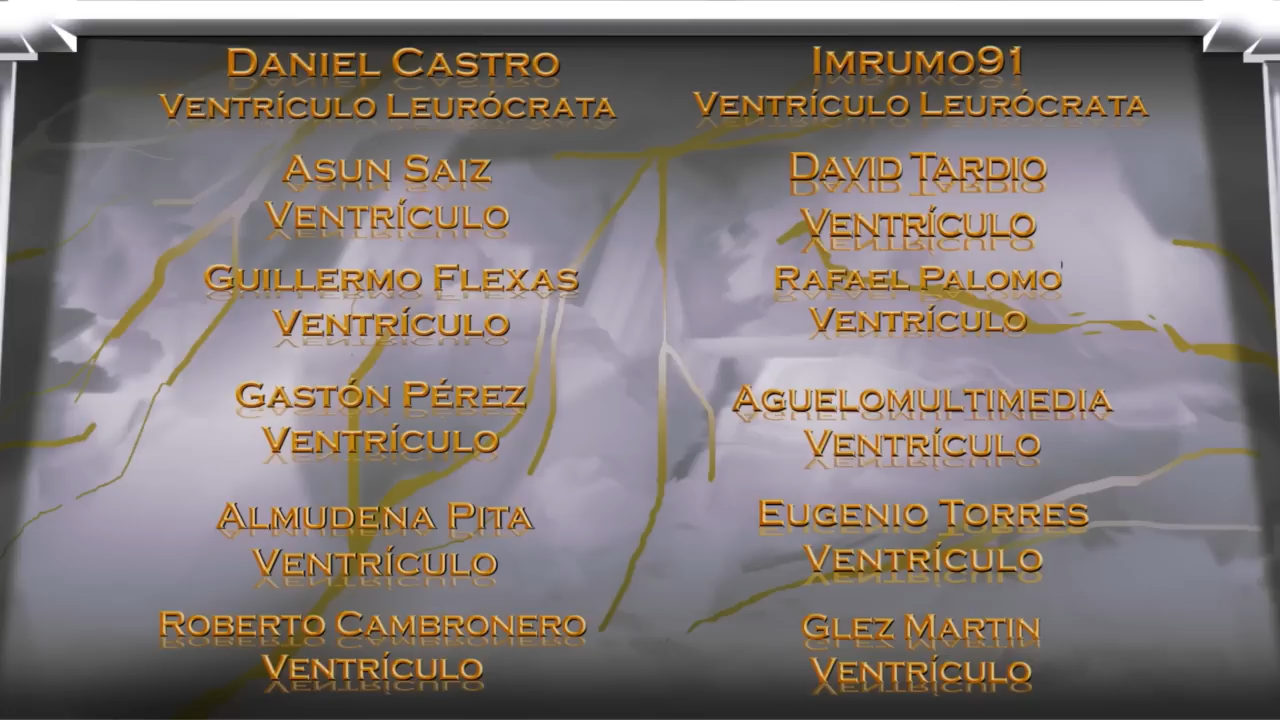 Daniel Castro
Ventrículo Leurócrata
Asun Saiz
Ventrículo
Guillermo Flexas
Ventrículo
Gastón Pérez
Ventrículo
Almudena Pita
Ventrículo
Roberto Cambronero
Ventrículo
Imrumo91
Ventrículo Leurócrata
David Tardio
Ventrículo
Rafael Palomo
Ventrículo
Aguelomultimedia
Ventrículo
Eugenio Torres
Ventrículo
Glez Martin
Ventrículo